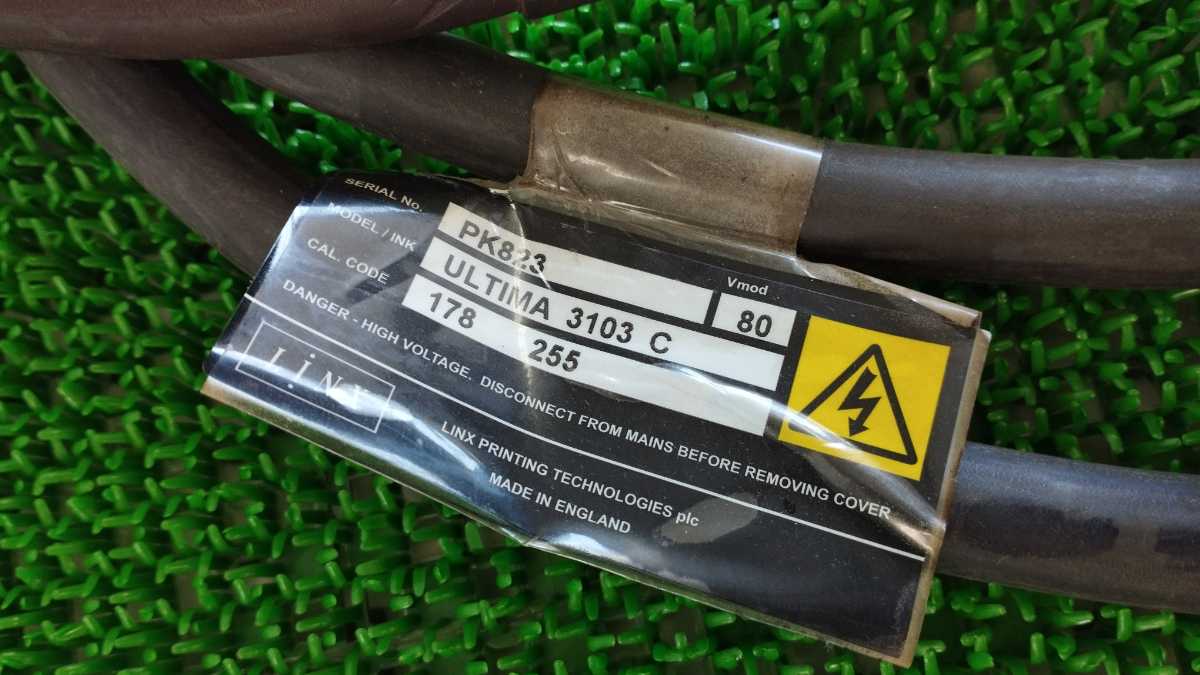 SERIAL No. PK823
Vmod 80
MODEL / INK ULTIMA 3103 C
CAL. CODE 178 255
DANGER - HIGH VOLTAGE. DISCONNECT FROM MAINS BEFORE REMOVING COVER
LiNX
LINX PRINTING TECHNOLOGIES plc
MADE IN ENGLAND